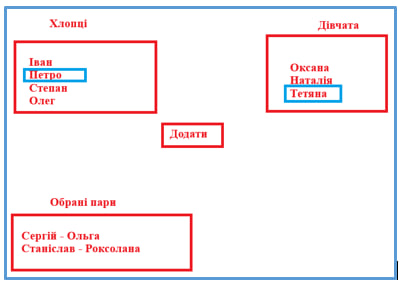 Хлопці
Дівчата
Іван
Петро
Степан
Олег
Оксана
Наталія
Тетяна
Додати
Обрані пари
Сергій - Ольга
Станіслав - Роксолана